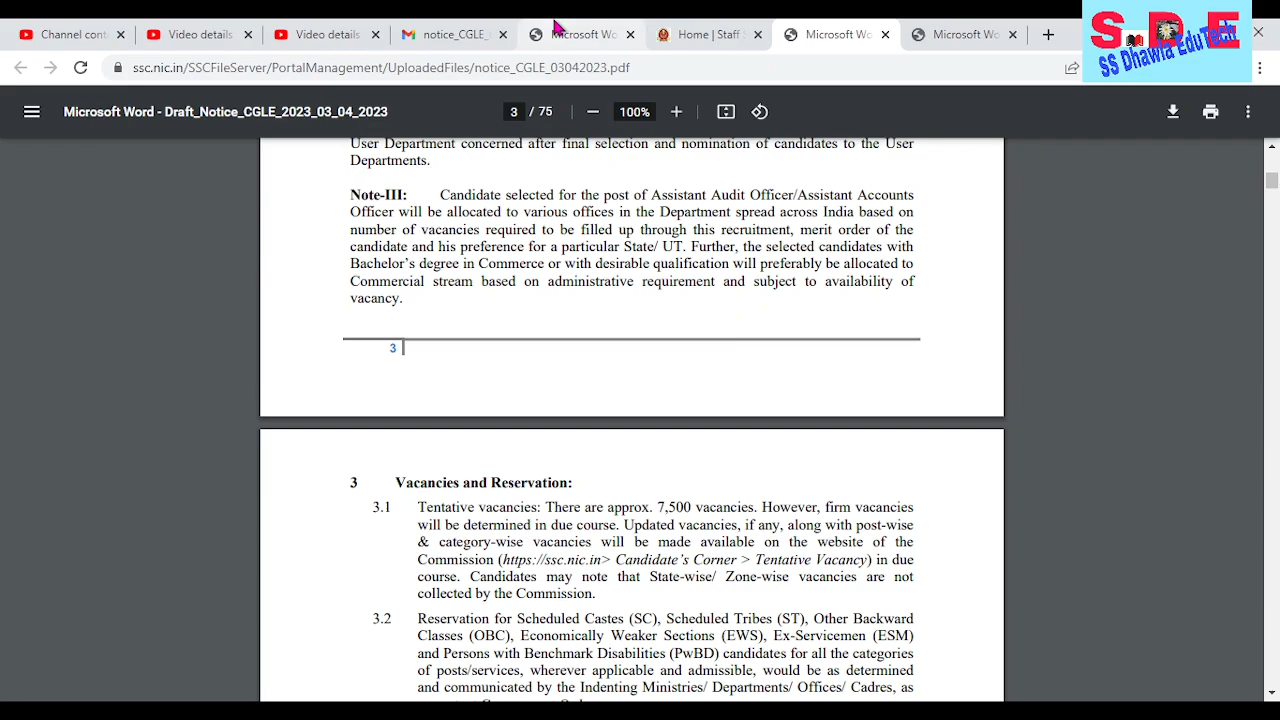 Channel cont
Video details
Video details
notice_CGLE_
Microsoft Wo
Home | Staff
Microsoft Wo
Microsoft Wo
SDE
SS Dhawla EduTech
ssc.nic.in/SSCFileServer/PortalManagement/UploadedFiles/notice_CGLE_03042023.pdf
Microsoft Word - Draft_Notice_CGLE_2023_03_04_2023
3 / 75
100%
User Department concerned after final selection and nomination of candidates to the User
Departments.
Note-III: Candidate selected for the post of Assistant Audit Officer/Assistant Accounts
Officer will be allocated to various offices in the Department spread across India based on
number of vacancies required to be filled up through this recruitment, merit order of the
candidate and his preference for a particular State/ UT. Further, the selected candidates with
Bachelor's degree in Commerce or with desirable qualification will preferably be allocated to
Commercial stream based on administrative requirement and subject to availability of
vacancy.
3
3 Vacancies and Reservation:
3.1 Tentative vacancies: There are approx. 7,500 vacancies. However, firm vacancies
will be determined in due course. Updated vacancies, if any, along with post-wise
& category-wise vacancies will be made available on the website of the
Commission (https://ssc.nic.in> Candidate's Corner > Tentative Vacancy) in due
course. Candidates may note that State-wise/ Zone-wise vacancies are not
collected by the Commission.
3.2 Reservation for Scheduled Castes (SC), Scheduled Tribes (ST), Other Backward
Classes (OBC), Economically Weaker Sections (EWS), Ex-Servicemen (ESM)
and Persons with Benchmark Disabilities (PwBD) candidates for all the categories
of posts/services, wherever applicable and admissible, would be as determined
and communicated by the Indenting Ministries/ Departments/ Offices/ Cadres, as